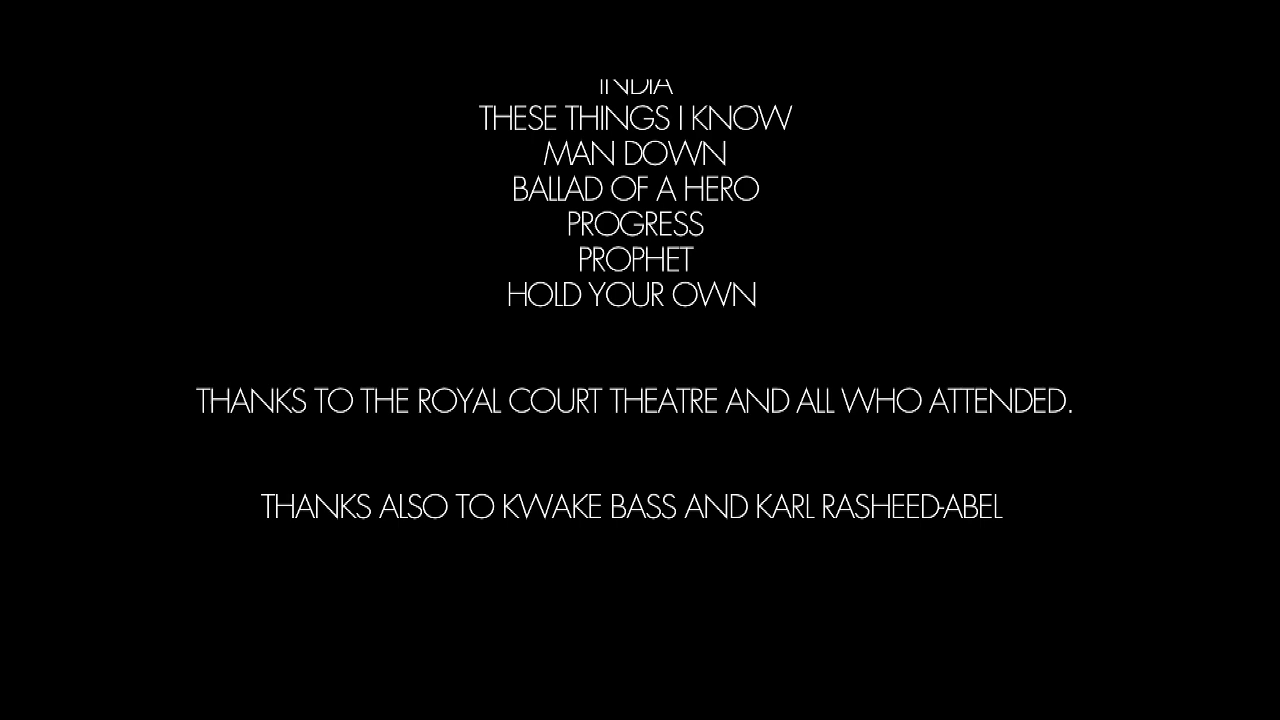 INDIA
THESE THINGS I KNOW
MAN DOWN
BALLAD OF A HERO
PROGRESS
PROPHET
HOLD YOUR OWN
THANKS TO THE ROYAL COURT THEATRE AND ALL WHO ATTENDED.
THANKS ALSO TO KWAKE BASS AND KARL RASHEED-ABEL